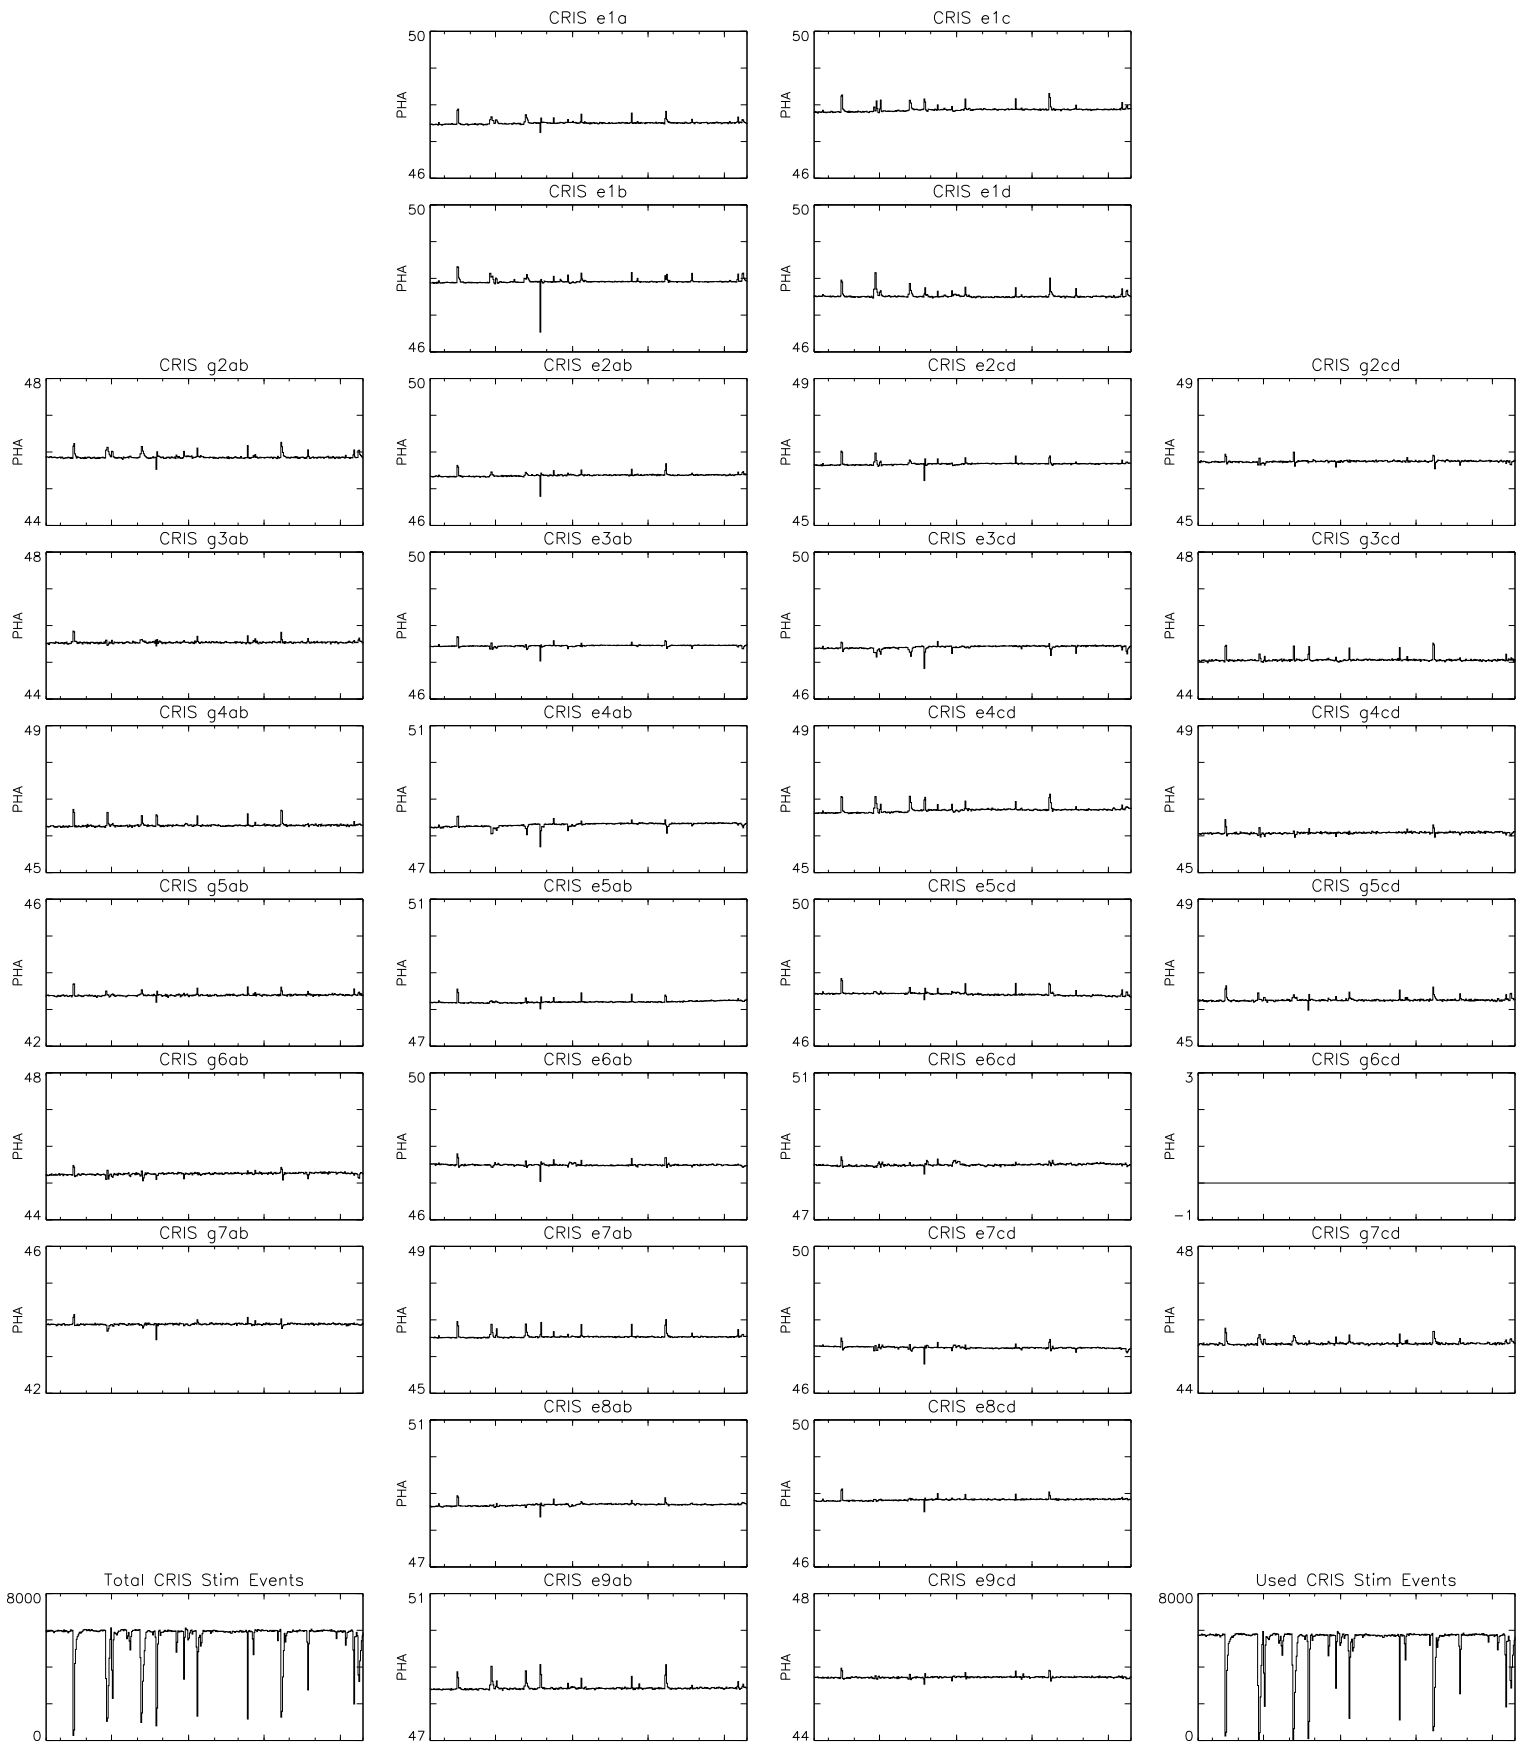 CRIS e1a
CRIS e1c
50
PHA
46
50
PHA
46
CRIS e1b
CRIS e1d
50
PHA
46
50
PHA
46
CRIS g2ab
CRIS e2ab
CRIS e2cd
CRIS g2cd
48
PHA
44
50
PHA
46
49
PHA
45
49
PHA
45
CRIS g3ab
CRIS e3ab
CRIS e3cd
CRIS g3cd
48
PHA
44
50
PHA
46
50
PHA
46
48
PHA
44
CRIS g4ab
CRIS e4ab
CRIS e4cd
CRIS g4cd
49
PHA
45
51
PHA
47
49
PHA
45
49
PHA
45
CRIS g5ab
CRIS e5ab
CRIS e5cd
CRIS g5cd
46
PHA
42
51
PHA
47
50
PHA
46
49
PHA
45
CRIS g6ab
CRIS e6ab
CRIS e6cd
CRIS g6cd
48
PHA
44
50
PHA
46
51
PHA
47
3
PHA
-1
CRIS g7ab
CRIS e7ab
CRIS e7cd
CRIS g7cd
46
PHA
42
49
PHA
45
50
PHA
46
48
PHA
44
CRIS e8ab
CRIS e8cd
51
PHA
47
50
PHA
46
Total CRIS Stim Events
CRIS e9ab
CRIS e9cd
Used CRIS Stim Events
8000
0
51
PHA
47
48
PHA
44
8000
0